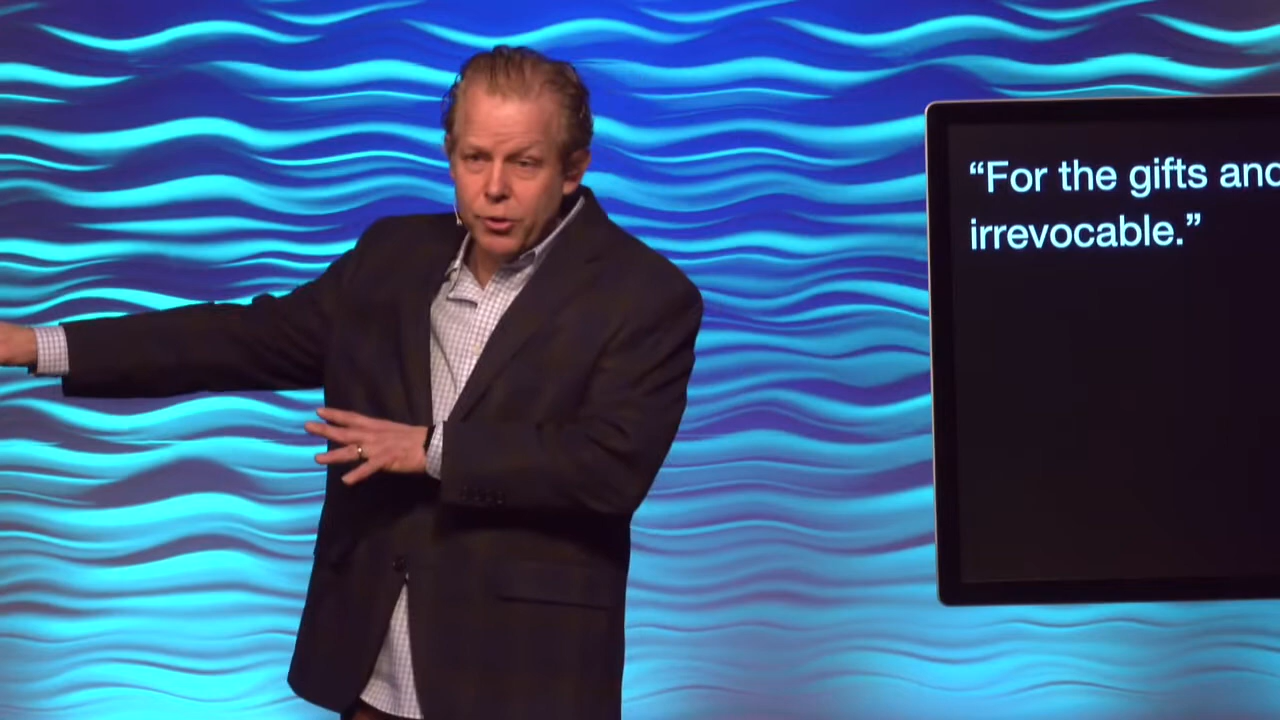 “For the gifts and
irrevocable.”